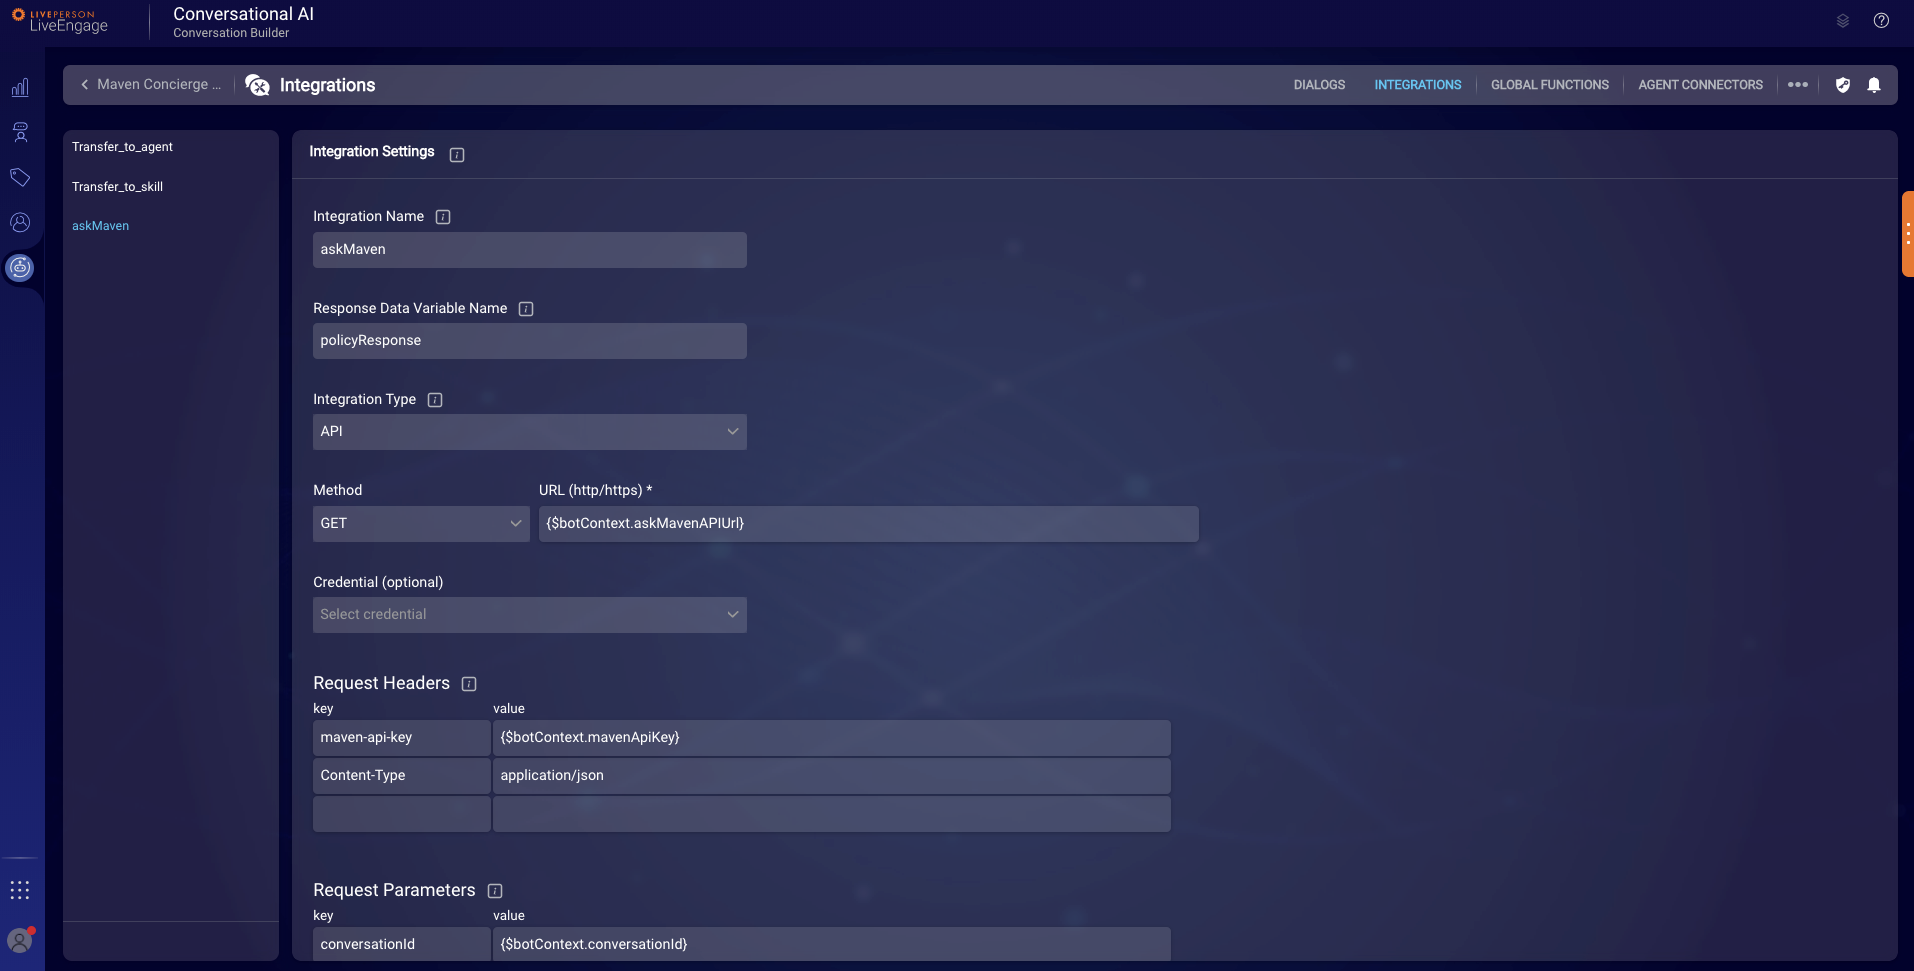 LIVEPERSON
LiveEngage
Conversational AI
Conversation Builder
Maven Concierge ...
Integrations
DIALOGS
INTEGRATIONS
GLOBAL FUNCTIONS
AGENT CONNECTORS
Transfer_to_agent
Transfer_to_skill
askMaven
Integration Settings
Integration Name
askMaven
Response Data Variable Name
policyResponse
Integration Type
API
Method URL (http/https) *
GET {$botContext.askMavenAPIUrl}
Credential (optional)
Select credential
Request Headers
key value
maven-api-key {$botContext.mavenApiKey}
Content-Type application/json
Request Parameters
key value
conversationId {$botContext.conversationId}